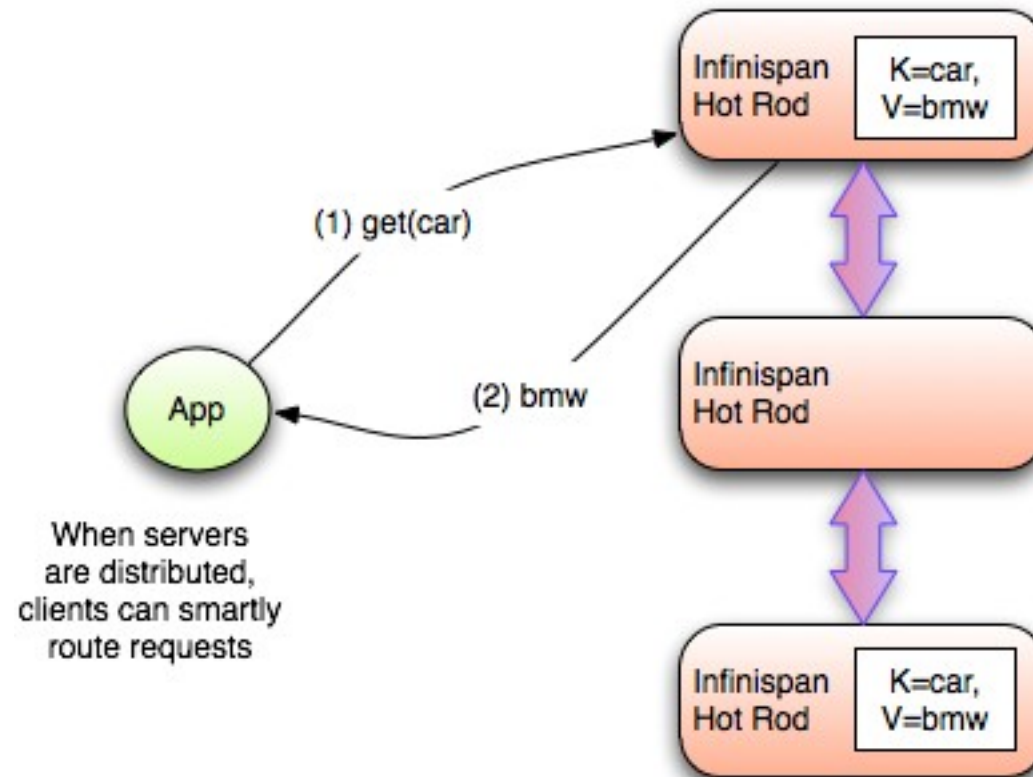 Infinispan
Hot Rod
K=car,
V=bmw
(1) get(car)
Infinispan
Hot Rod
(2) bmw
App
When servers
are distributed,
clients can smartly
route requests
Infinispan
Hot Rod
K=car,
V=bmw